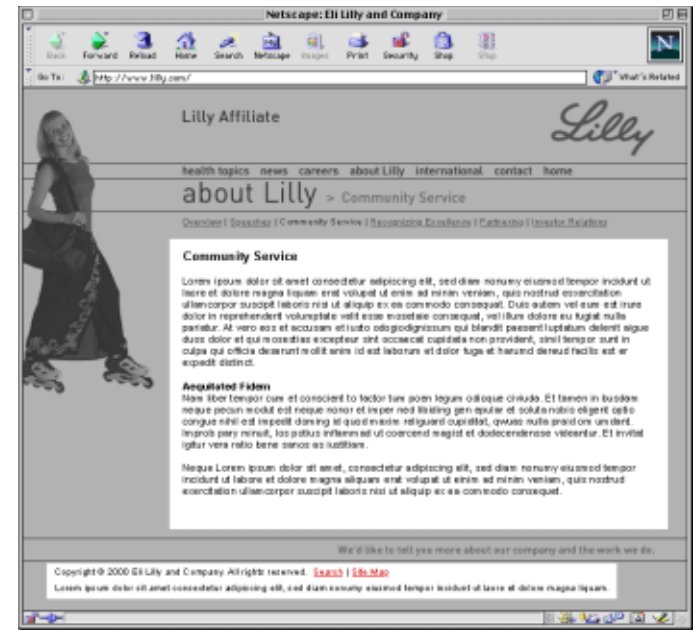 Netscape: Eli Lilly and Company
Back Forward Reload Home Search Netscape Images Print Security Shop Stop
Go To: http://www.lilly.com/ What's Related
Lilly Affiliate
Lilly
health topics news careers about Lilly international contact home
about Lilly > Community Service
Overview | Speeches | Community Service | Recognizing Excellence | Partnering | Investor Relations
Community Service
Lorem ipsum dolor sit amet consectetur adipiscing elit, sed diam nonumy eiusmod tempor incidunt ut
laore et dolore magna liquam erat volupat ut enim ad minim veniam, quis nostrud exsercitation
ullamcorpor suscipit laboris nisi ut aliquip ex ea commodo consequat. Duis autem vel eum est irure
dolor in reprehenderit volumptate velit esse mosetaie consequat, vel illum dolore eu fugiat nulla
pariatur. At vero eos et accusam et iusto odogiodignissum qui blandit praesent luptatum delenit aigue
duos dolor et qui mosestias excepteur sint occaecat cupidata non provident, simil tempor sunt in
culpa qui officia deserunt mollit anim id est laborum et dolor fuga et harumd dereud facilis est er
expedit distinct.
Aequitated Fidem
Nam liber tempor cum et conscient to factor tum poen legum odioque civiuda. Et tamen in busdam
neque pecun modut est neque nonor et imper ned libiding gen epular et soluta nobis eligent optio
congue nihil est impedit doming id quod maxim religuard cupiditat, qwuas nulla praid om umdant.
Improb pary minuit, los potius inflammad ut coercend magist et dodecendense videantur. Et invitat
igitur vera ratio bene sanos as iustitiam.
Neque Lorem ipsum dolor sit amet, consectetur adipiscing elit, sed diam nonumy eiusmod tempor
incidunt ut labore et dolore magna aliquam erat volupat ut einim ad minim veniam, quis nostrud
exercitation ullamcorper suscipit laboris nisi ut aliquip ex ea commodo consequat.
We'd like to tell you more about our company and the work we do.
Copyright © 2000 Eli Lilly and Company. All rights reserved. Search | Site Map
Lorem ipsum dolor sit amet consectetur adipiscing elit, sed diam nonumy eiusmod tempor incidunt ut laore et dolore magna liquam.